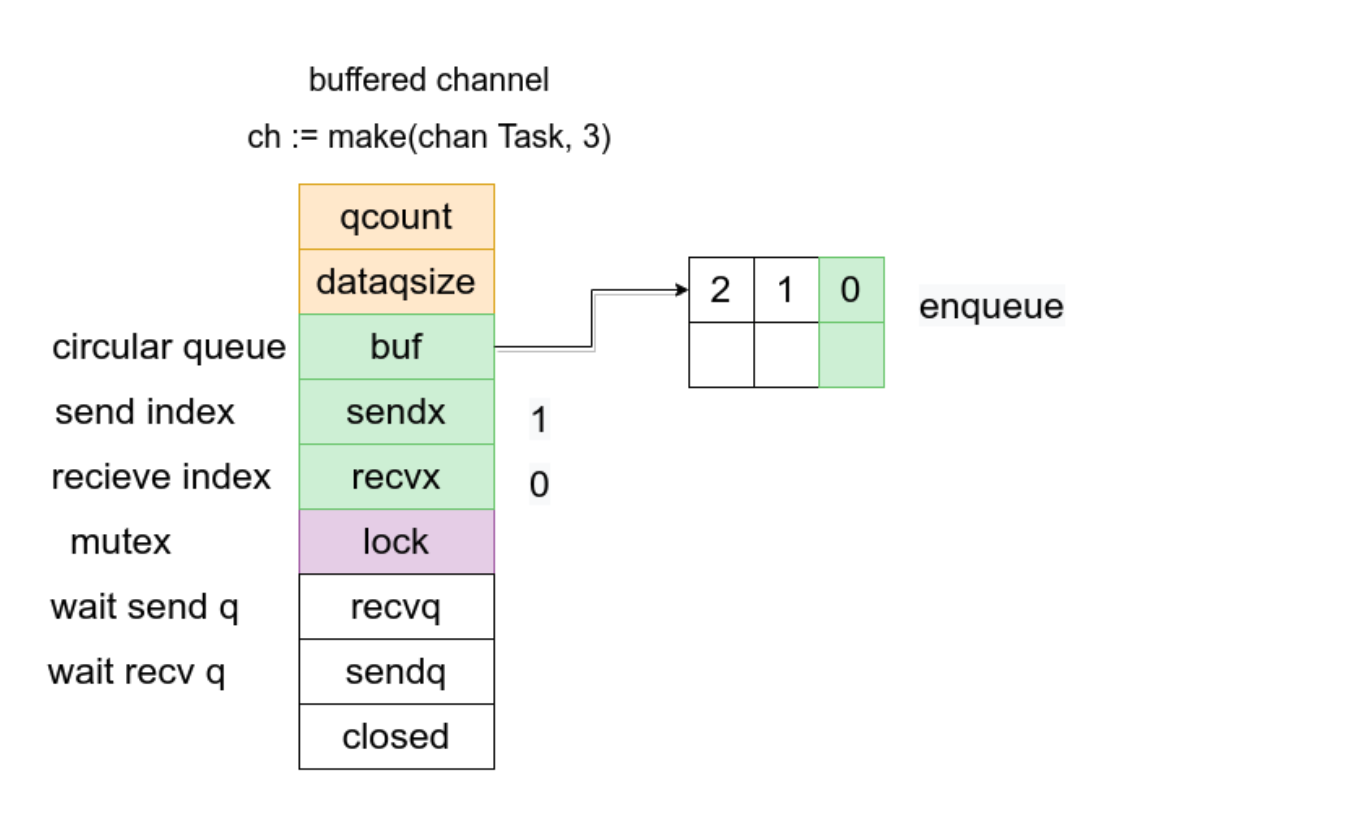 buffered channel
ch := make(chan Task, 3)
qcount
dataqsize
2 1 0
enqueue
circular queue buf
send index sendx 1
recieve index recvx 0
mutex lock
wait send q recvq
wait recv q sendq
closed